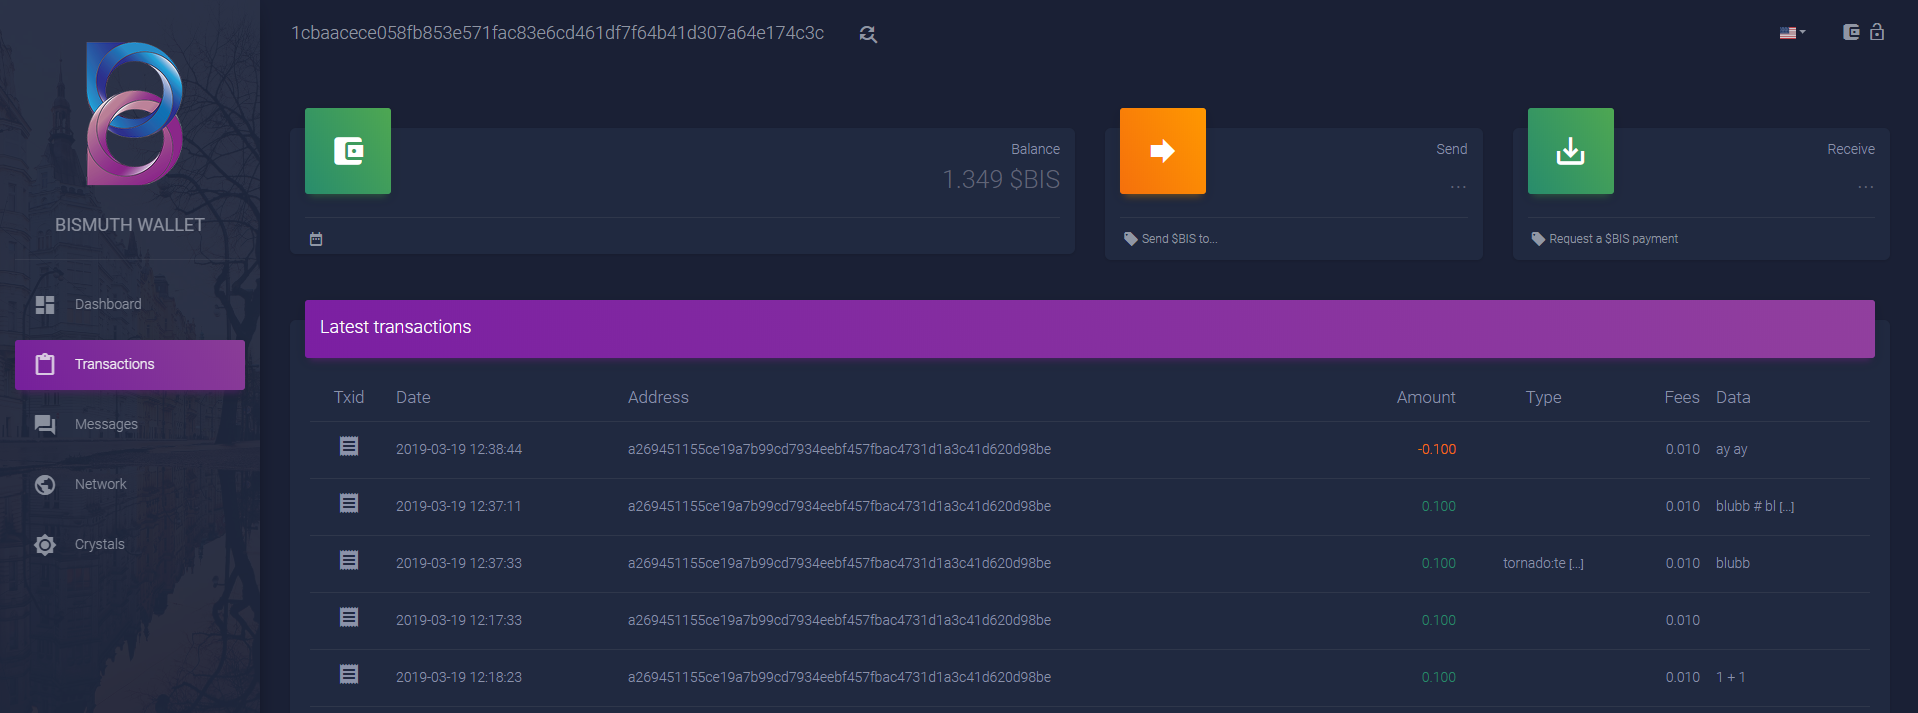 1cbaacece058fb853e571fac83e6cd461df7f64b41d307a64e174c3c
BISMUTH WALLET
Dashboard
Transactions
Messages
Network
Crystals
Balance
1.349 $BIS
Send
...
Send $BIS to...
Receive
...
Request a $BIS payment
Latest transactions
Txid Date Address Amount Type Fees Data
2019-03-19 12:38:44 a269451155ce19a7b99cd7934eebf457fbac4731d1a3c41d620d98be -0.100 0.010 ay ay
2019-03-19 12:37:11 a269451155ce19a7b99cd7934eebf457fbac4731d1a3c41d620d98be 0.100 0.010 blubb # bl [...]
2019-03-19 12:37:33 a269451155ce19a7b99cd7934eebf457fbac4731d1a3c41d620d98be 0.100 tornado:te [...] 0.010 blubb
2019-03-19 12:17:33 a269451155ce19a7b99cd7934eebf457fbac4731d1a3c41d620d98be 0.100 0.010
2019-03-19 12:18:23 a269451155ce19a7b99cd7934eebf457fbac4731d1a3c41d620d98be 0.100 0.010 1 + 1